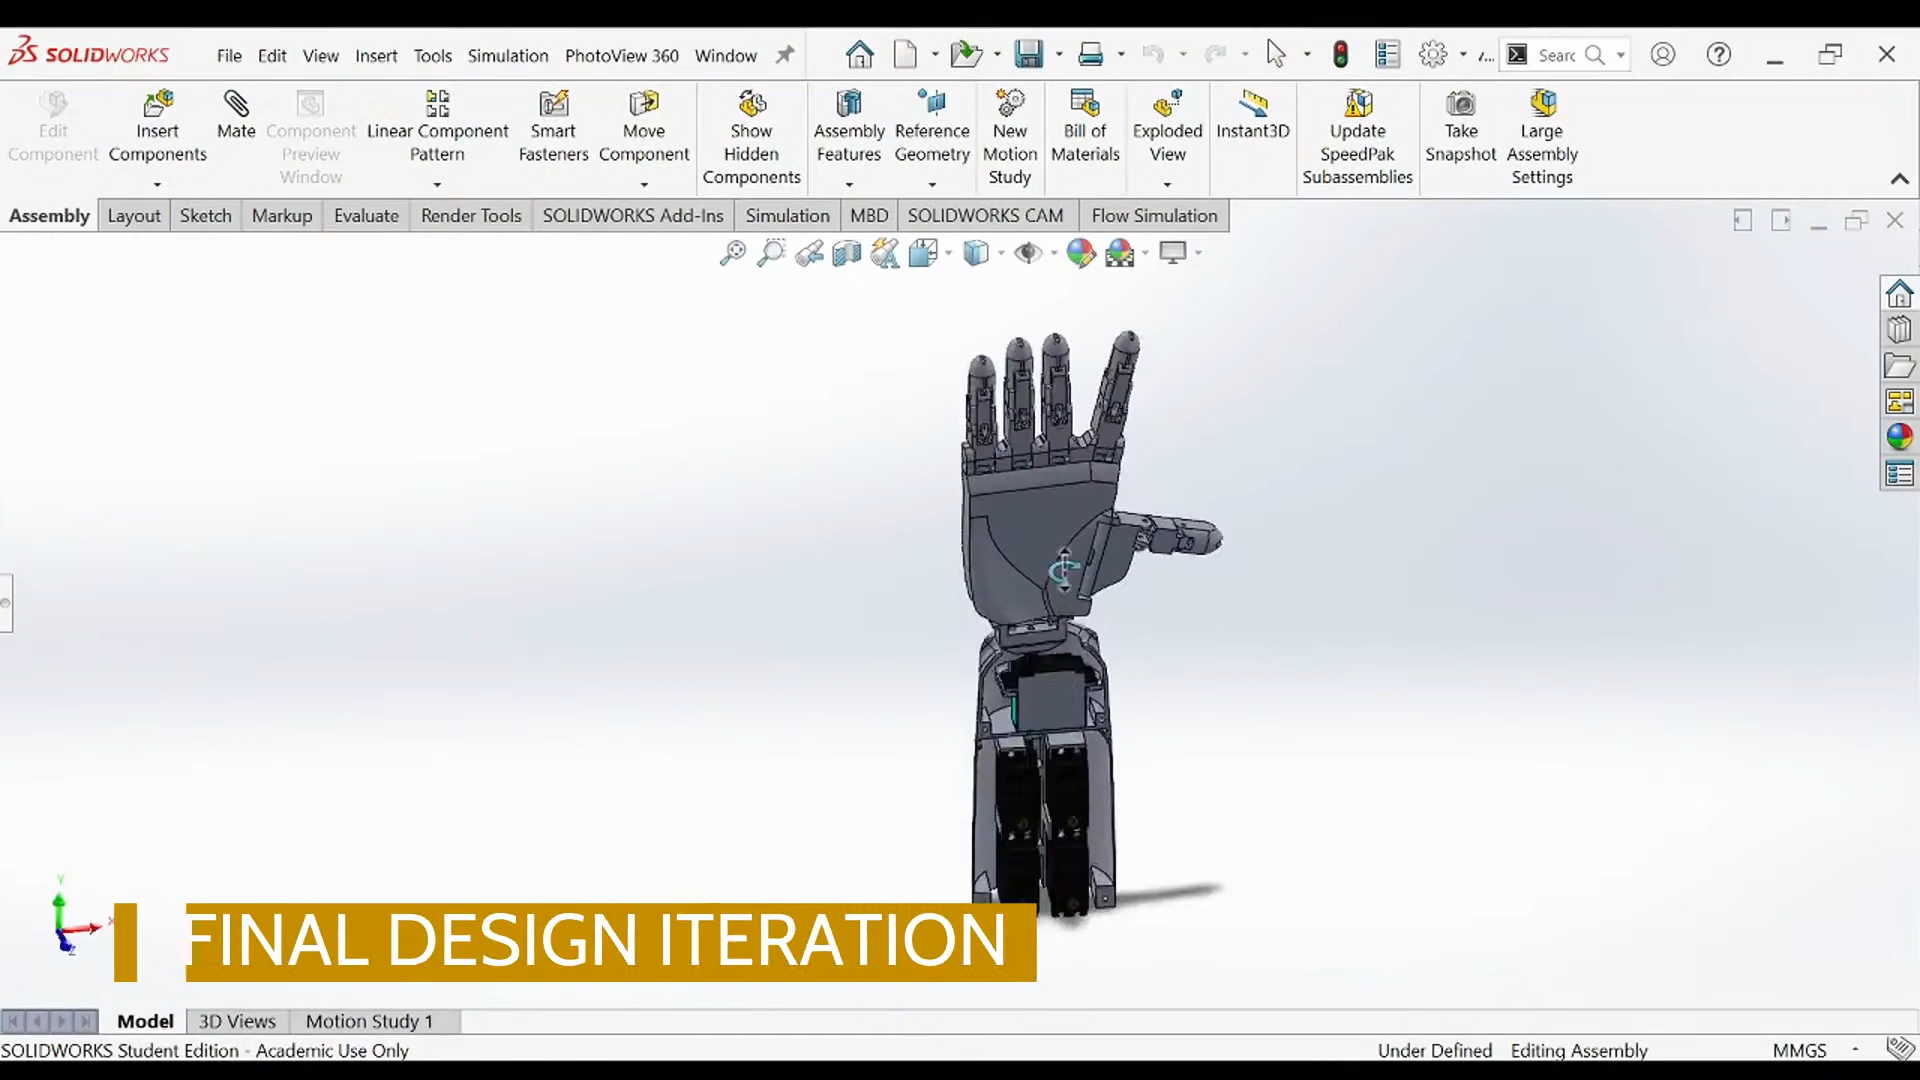 SOLIDWORKS File Edit View Insert Tools Simulation PhotoView 360 Window /... Searc
Edit Component
Insert Components
Mate
Component Preview Window
Linear Component Pattern
Smart Fasteners
Move Component
Show Hidden Components
Assembly Features
Reference Geometry
New Motion Study
Bill of Materials
Exploded View
Instant3D
Update SpeedPak Subassemblies
Take Snapshot
Large Assembly Settings
Assembly Layout Sketch Markup Evaluate Render Tools SOLIDWORKS Add-Ins Simulation MBD SOLIDWORKS CAM Flow Simulation
Y
X
Z
FINAL DESIGN ITERATION
Model 3D Views Motion Study 1
SOLIDWORKS Student Edition - Academic Use Only Under Defined Editing Assembly MMGS -